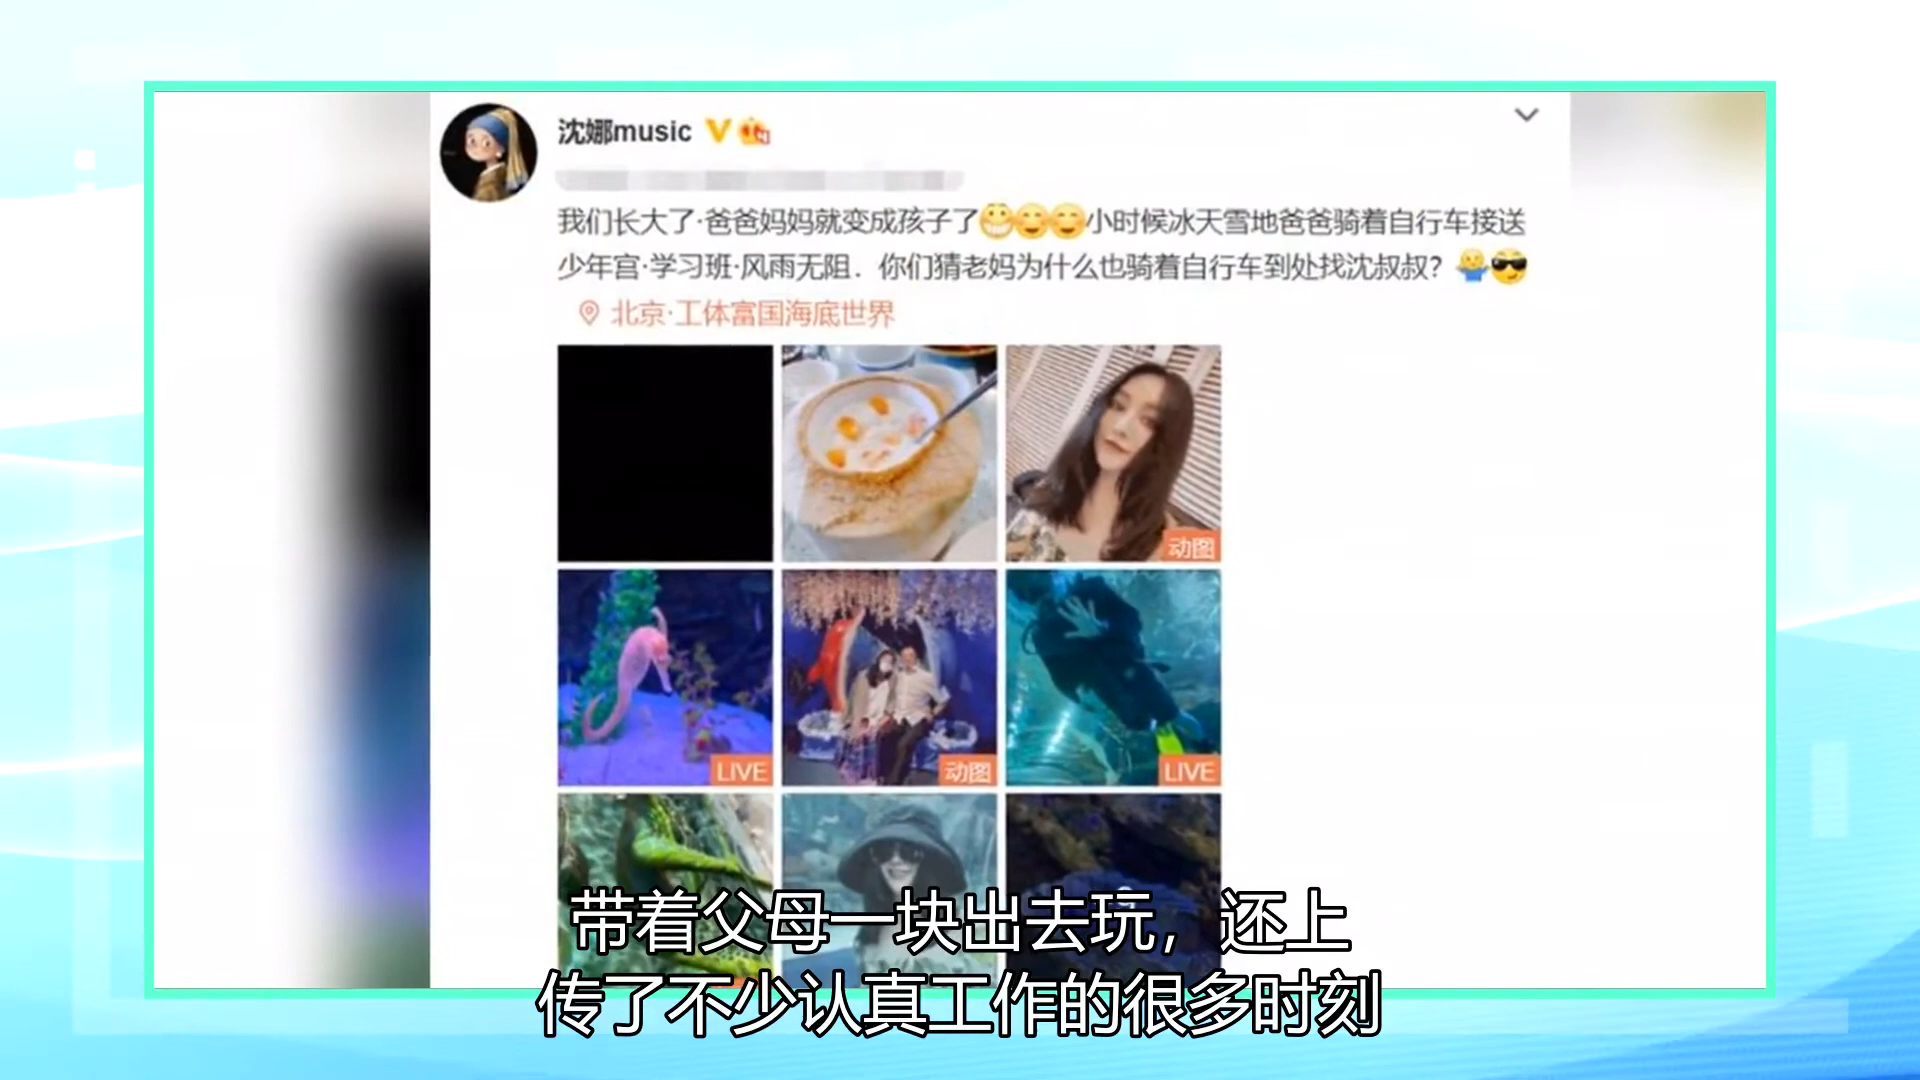 沈娜music
我们长大了·爸爸妈妈就变成孩子了小时候冰天雪地爸爸骑着自行车接送
少年宫·学习班·风雨无阻．你们猜老妈为什么也骑着自行车到处找沈叔叔？
北京·工体富国海底世界
动图
LIVE
动图
LIVE
带着父母一块出去玩，还上
传了不少认真工作的很多时刻